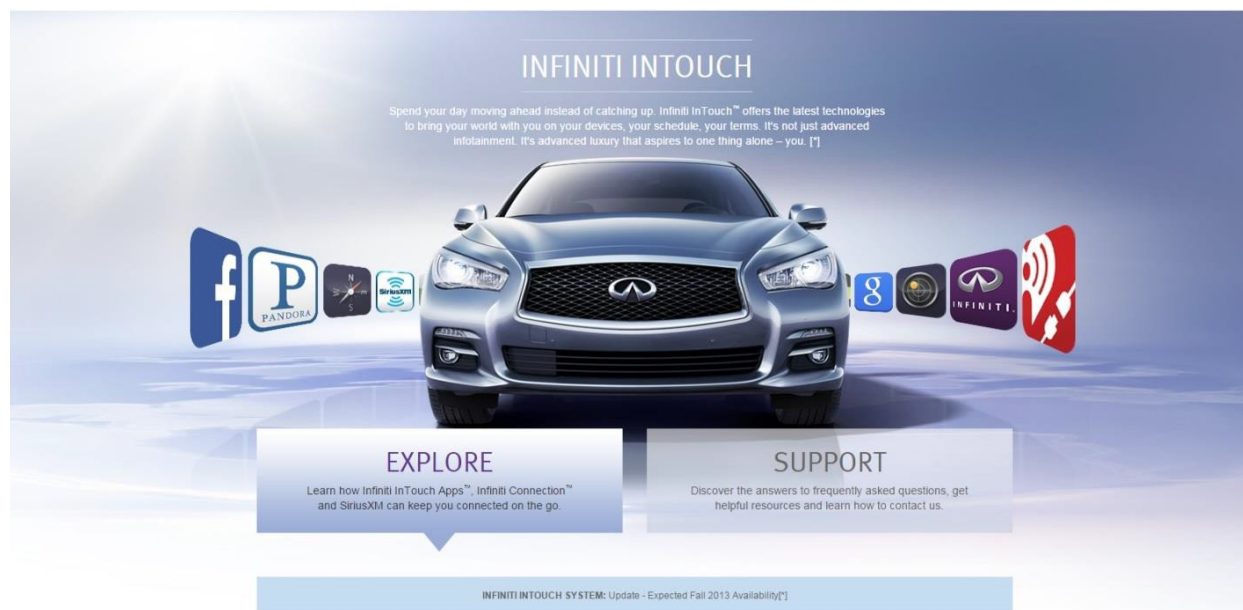 INFINITI INTOUCH
Spend your day moving ahead instead of catching up. Infiniti InTouch™ offers the latest technologies
to bring your world with you on your devices, your schedule, your terms. It's not just advanced
infotainment. It's advanced luxury that aspires to one thing alone – you. [*]
f
P
PANDORA
N
S
SiriusXM
g
INFINITI.
EXPLORE
Learn how Infiniti InTouch Apps™, Infiniti Connection™
and SiriusXM can keep you connected on the go.
SUPPORT
Discover the answers to frequently asked questions, get
helpful resources and learn how to contact us.
INFINITI INTOUCH SYSTEM: Update - Expected Fall 2013 Availability[*]